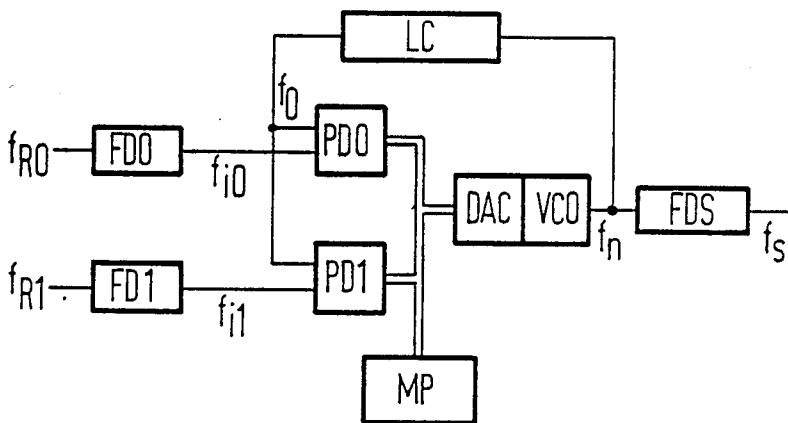 LC
f0
fR0
FD0
fi0
PD0
DAC
VCO
fn
FDS
fS
fR1
FD1
fi1
PD1
MP